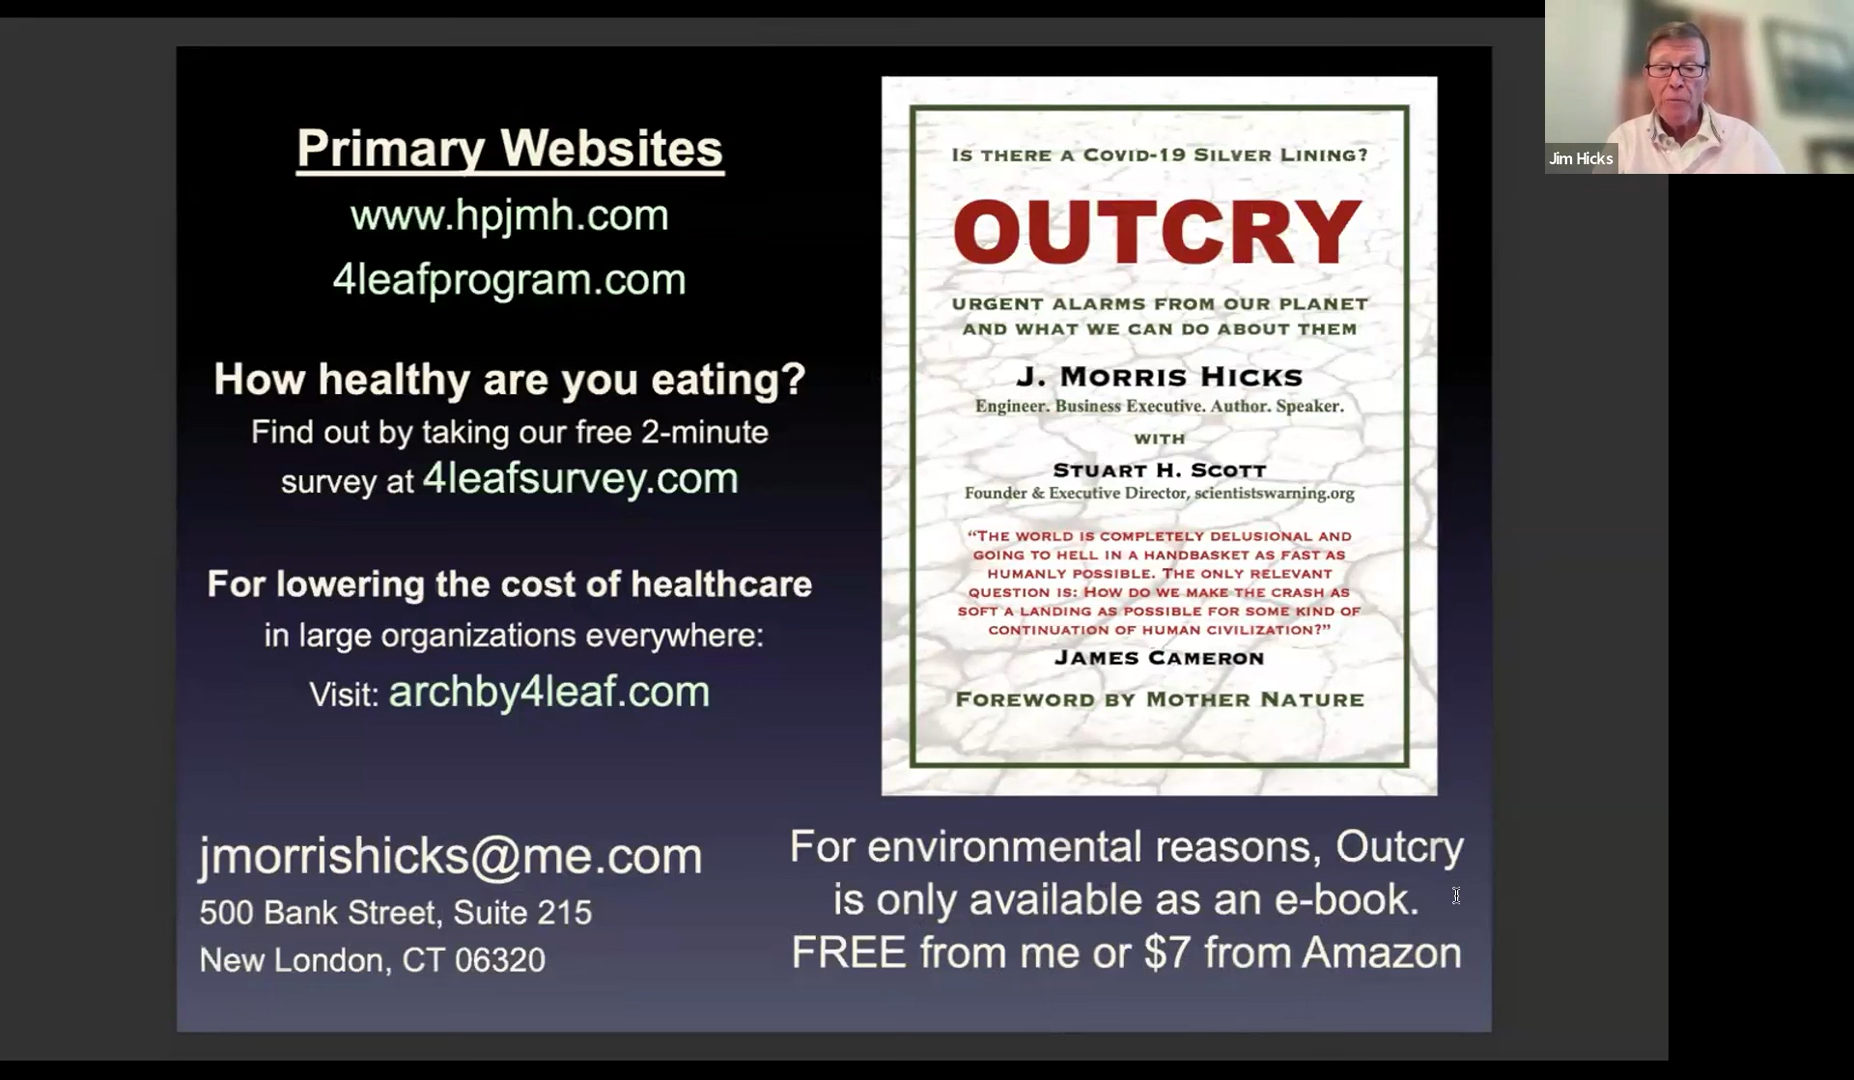 Primary Websites
www.hpjmh.com
4leafprogram.com
How healthy are you eating?
Find out by taking our free 2-minute
survey at 4leafsurvey.com
For lowering the cost of healthcare
in large organizations everywhere:
Visit: archby4leaf.com
jmorrishicks@me.com
500 Bank Street, Suite 215
New London, CT 06320
IS THERE A COVID-19 SILVER LINING?
OUTCRY
URGENT ALARMS FROM OUR PLANET
AND WHAT WE CAN DO ABOUT THEM
J. MORRIS HICKS
Engineer. Business Executive. Author. Speaker.
WITH
STUART H. SCOTT
Founder & Executive Director, scientistswarning.org
“THE WORLD IS COMPLETELY DELUSIONAL AND
GOING TO HELL IN A HANDBASKET AS FAST AS
HUMANLY POSSIBLE. THE ONLY RELEVANT
QUESTION IS: HOW DO WE MAKE THE CRASH AS
SOFT A LANDING AS POSSIBLE FOR SOME KIND OF
CONTINUATION OF HUMAN CIVILIZATION?”
JAMES CAMERON
FOREWORD BY MOTHER NATURE
For environmental reasons, Outcry
is only available as an e-book.
FREE from me or $7 from Amazon
Jim Hicks